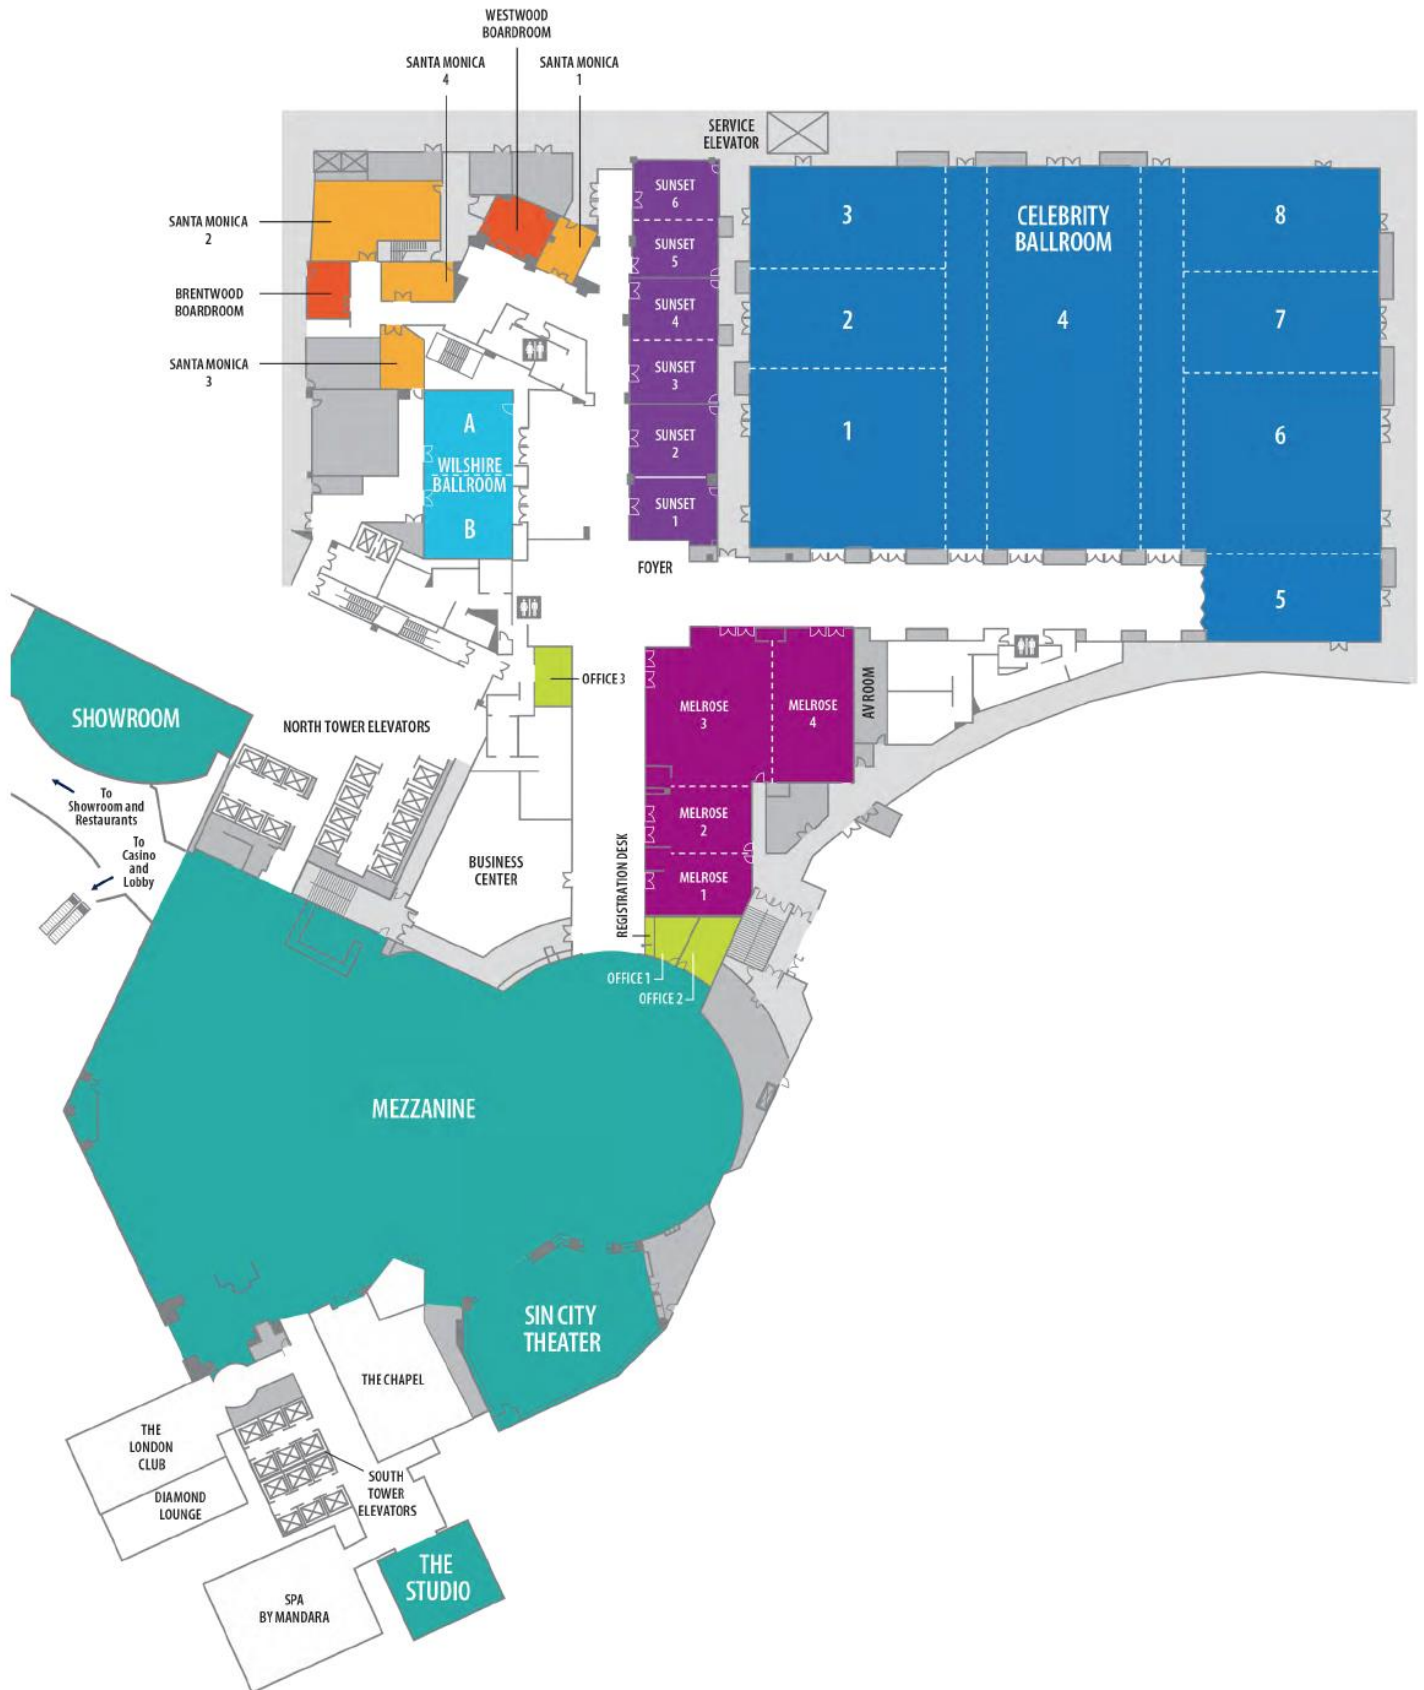 WESTWOOD
BOARDROOM
SANTA MONICA
4
SANTA MONICA
1
SERVICE
ELEVATOR
SANTA MONICA
2
BRENTWOOD
BOARDROOM
SANTA MONICA
3
SUNSET
6
SUNSET
5
SUNSET
4
SUNSET
3
SUNSET
2
SUNSET
1
3
2
1
CELEBRITY
BALLROOM
4
8
7
6
5
A
WILSHIRE
BALLROOM
B
FOYER
OFFICE 3
MELROSE
3
MELROSE
4
AV ROOM
MELROSE
2
MELROSE
1
SHOWROOM
NORTH TOWER ELEVATORS
To
Showroom and
Restaurants
To
Casino
and
Lobby
BUSINESS
CENTER
REGISTRATION DESK
OFFICE 1
OFFICE 2
MEZZANINE
SIN CITY
THEATER
THE CHAPEL
THE
LONDON
CLUB
DIAMOND
LOUNGE
SOUTH
TOWER
ELEVATORS
THE
STUDIO
SPA
BY MANDARA